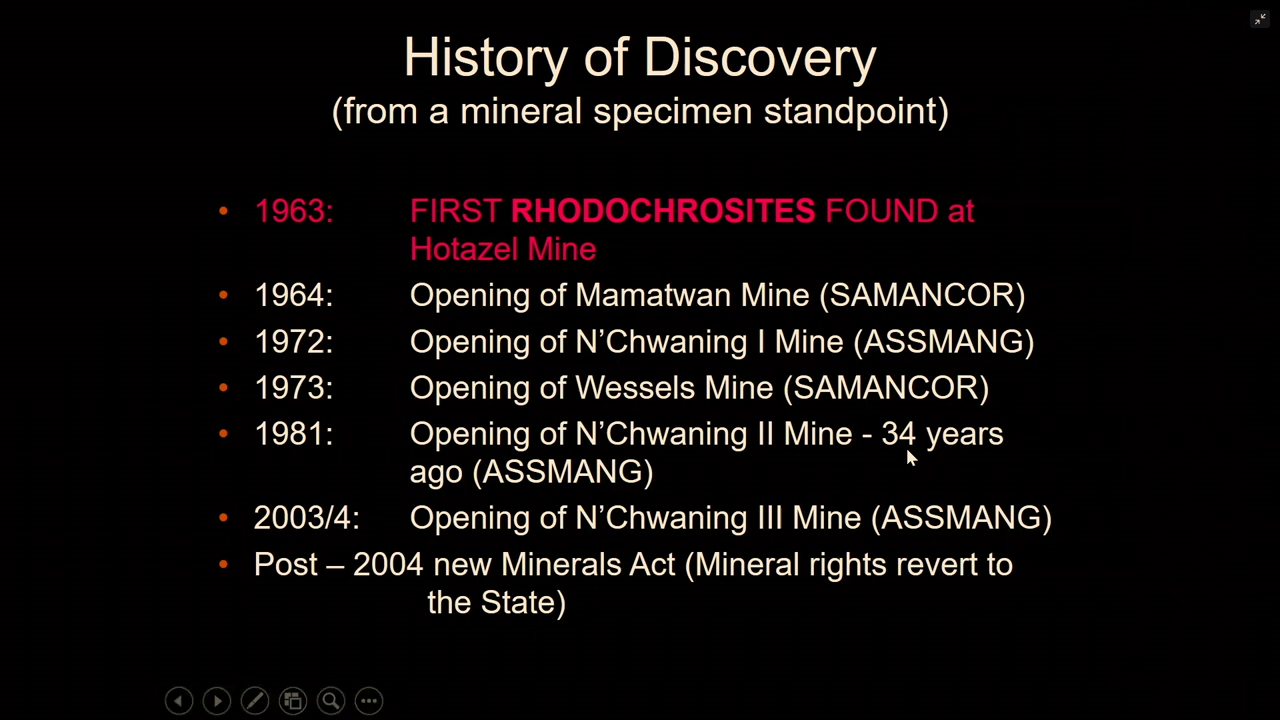 History of Discovery
(from a mineral specimen standpoint)
• 1963: FIRST RHODOCHROSITES FOUND at
Hotazel Mine
• 1964: Opening of Mamatwan Mine (SAMANCOR)
• 1972: Opening of N’Chwaning I Mine (ASSMANG)
• 1973: Opening of Wessels Mine (SAMANCOR)
• 1981: Opening of N’Chwaning II Mine - 34 years
ago (ASSMANG)
• 2003/4: Opening of N’Chwaning III Mine (ASSMANG)
• Post – 2004 new Minerals Act (Mineral rights revert to
the State)